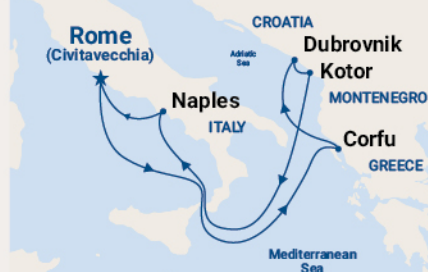 CROATIA
Rome
(Civitavecchia)
Adriatic
Sea
Dubrovnik
Kotor
Naples
MONTENEGRO
ITALY
Corfu
GREECE
Mediterranean
Sea